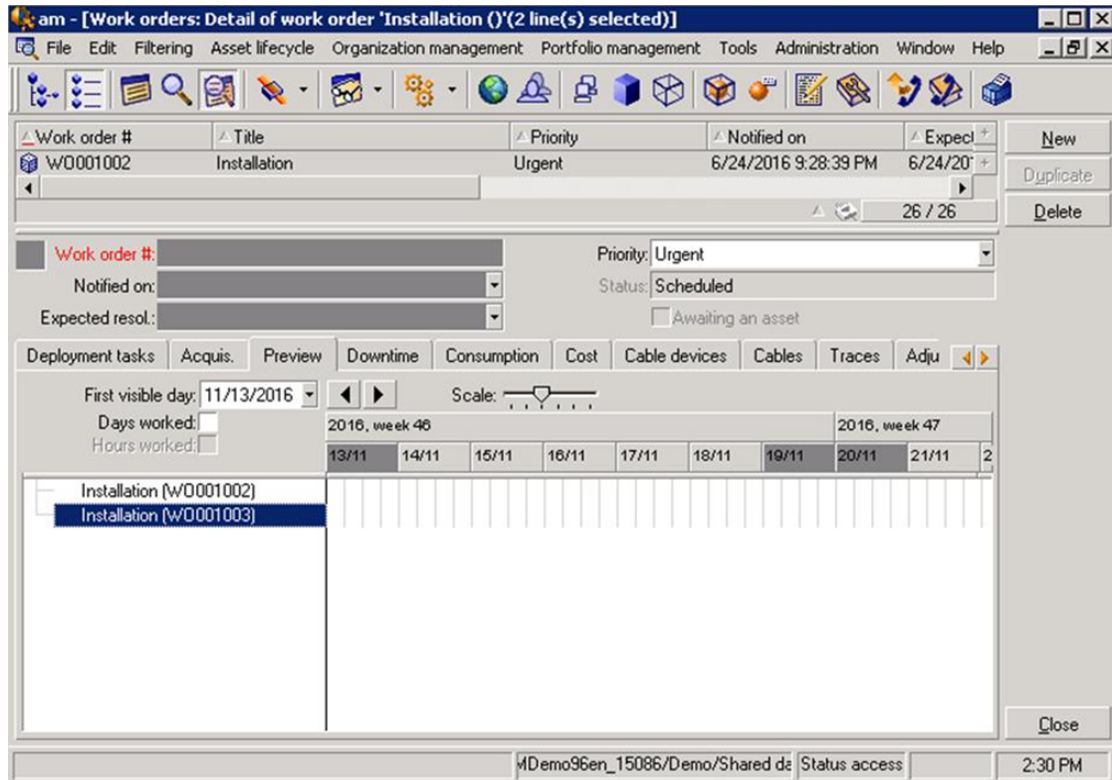 am - [Work orders: Detail of work order 'Installation ()'(2 line(s) selected)]
File Edit Filtering Asset lifecycle Organization management Portfolio management Tools Administration Window Help
Work order # Title Priority Notified on Expect
WO001002 Installation Urgent 6/24/2016 9:28:39 PM 6/24/20
26 / 26
New
Duplicate
Delete
Work order #: Priority: Urgent
Notified on: Status: Scheduled
Expected resol.: Awaiting an asset
Deployment tasks Acquis. Preview Downtime Consumption Cost Cable devices Cables Traces Adju
First visible day: 11/13/2016 Scale:
Days worked: 2016, week 46 2016, week 47
Hours worked:
13/11 14/11 15/11 16/11 17/11 18/11 19/11 20/11 21/11 2
Installation (WO001002)
Installation (WO001003)
Close
MDemo96en_15086/Demo/Shared da Status access 2:30 PM